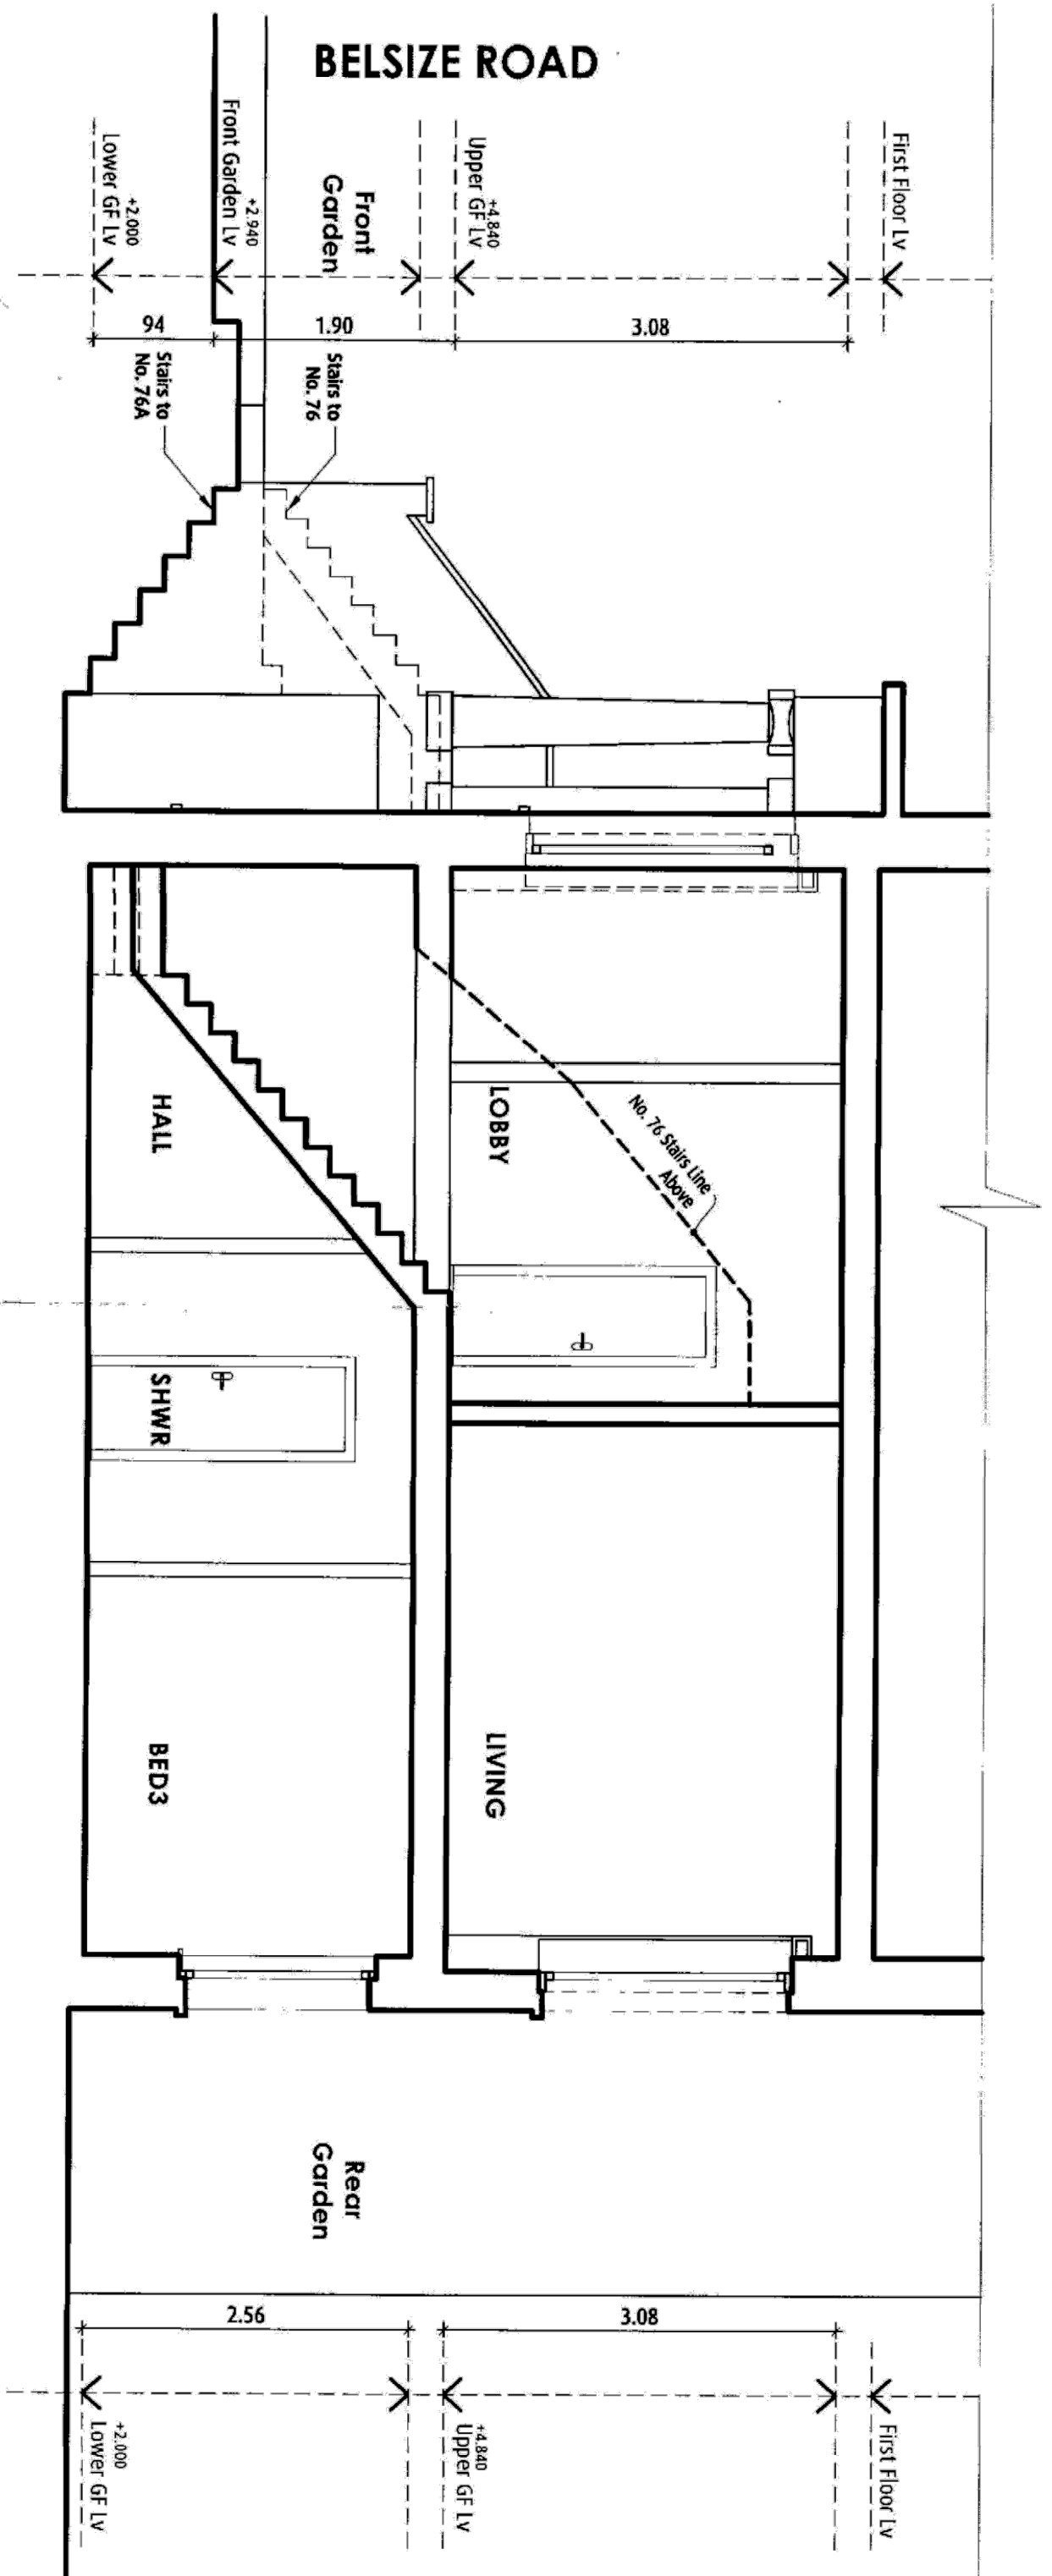 BELSIZE ROAD
First Floor Lv
+4.840
Upper GF Lv
Front
Garden
+2.940
Front Garden Lv
+2.000
Lower GF Lv
3.08
1.90
94
Stairs to
No. 76
Stairs to
No. 76A
No. 76 Stairs Line
Above
LOBBY
HALL
SHWR
LIVING
BED3
Rear
Garden
3.08
2.56
First Floor Lv
+4.840
Upper GF Lv
+2.000
Lower GF Lv